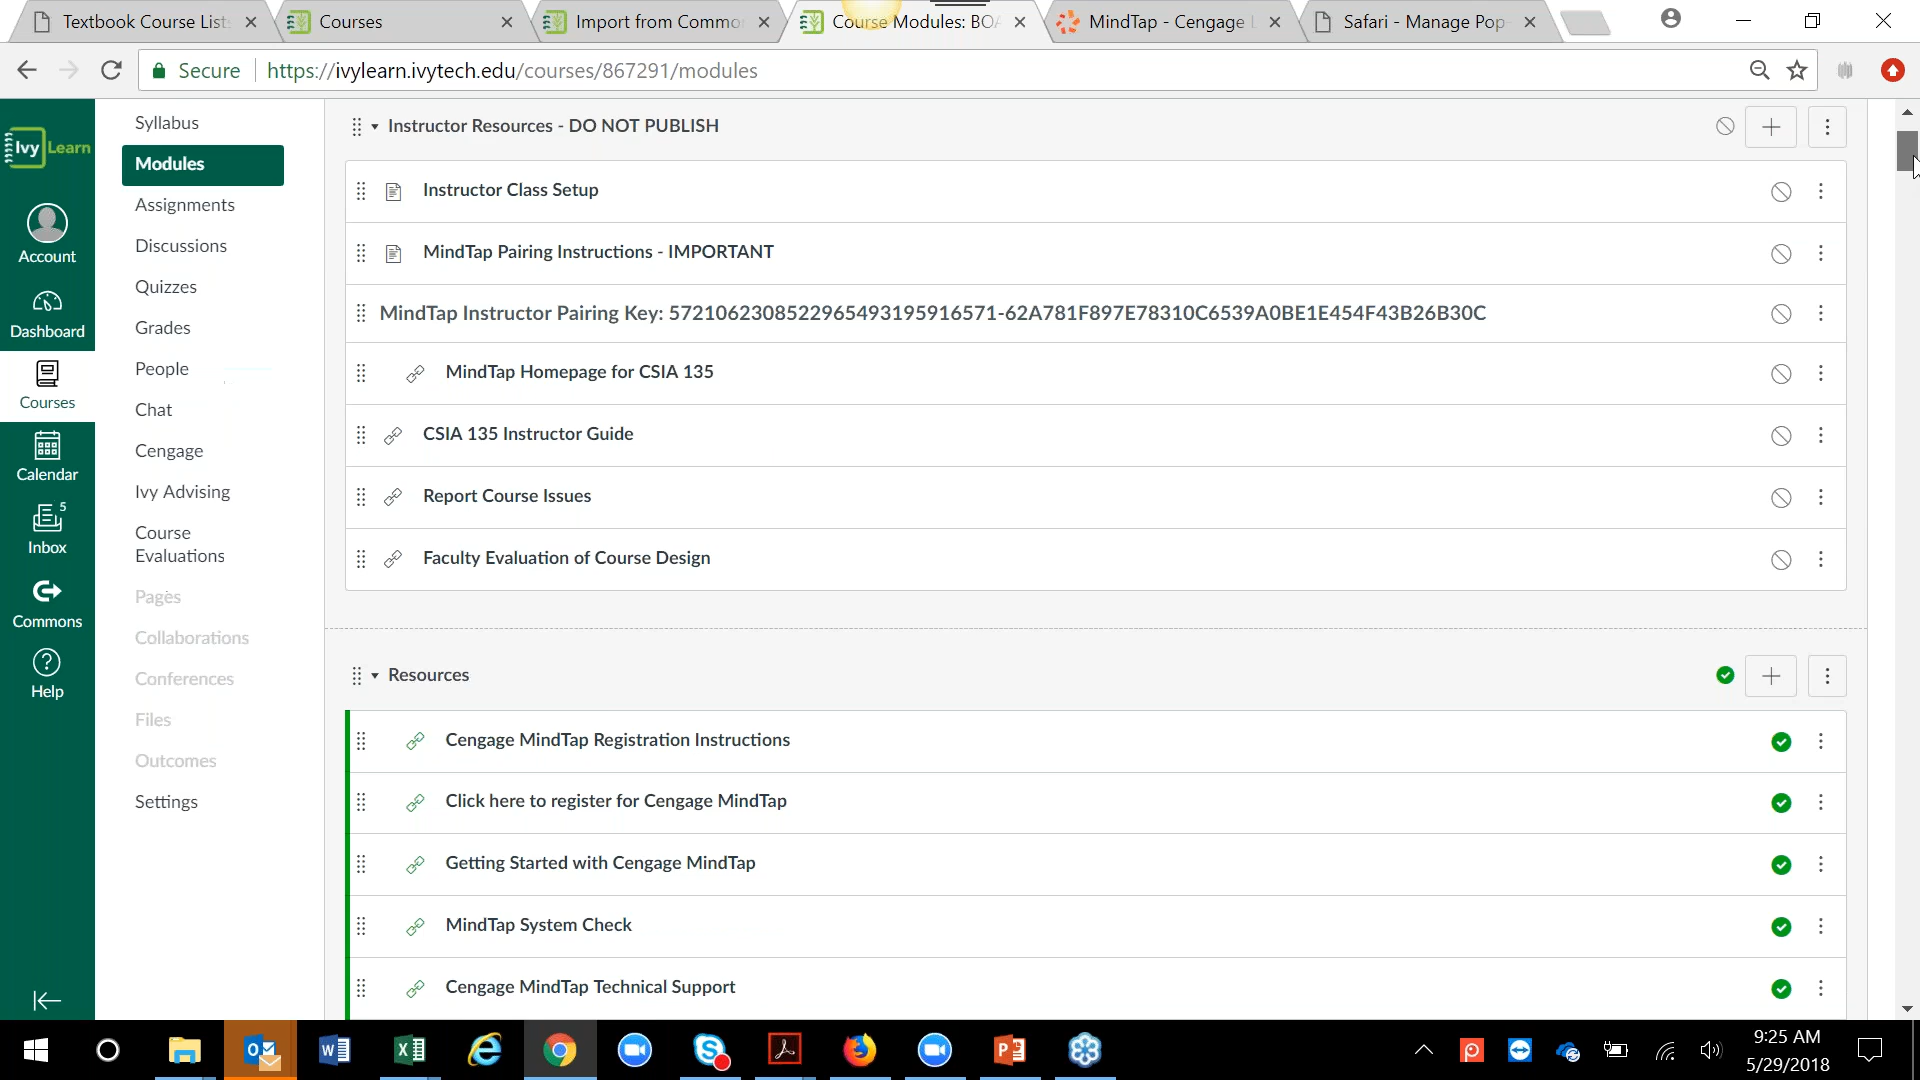 Textbook Course List
Courses
Import from Commo
Course Modules: BOA
MindTap - Cengage L
Safari - Manage Pop-
Secure
https://ivylearn.ivytech.edu/courses/867291/modules
Ivy Learn
Account
Dashboard
Courses
Calendar
5
Inbox
Commons
Help
Syllabus
Modules
Assignments
Discussions
Quizzes
Grades
People
Chat
Cengage
Ivy Advising
Course
Evaluations
Pages
Collaborations
Conferences
Files
Outcomes
Settings
Instructor Resources - DO NOT PUBLISH
Instructor Class Setup
MindTap Pairing Instructions - IMPORTANT
MindTap Instructor Pairing Key: 5721062308522965493195916571-62A781F897E78310C6539A0BE1E454F43B26B30C
MindTap Homepage for CSIA 135
CSIA 135 Instructor Guide
Report Course Issues
Faculty Evaluation of Course Design
Resources
Cengage MindTap Registration Instructions
Click here to register for Cengage MindTap
Getting Started with Cengage MindTap
MindTap System Check
Cengage MindTap Technical Support
9:25 AM
5/29/2018